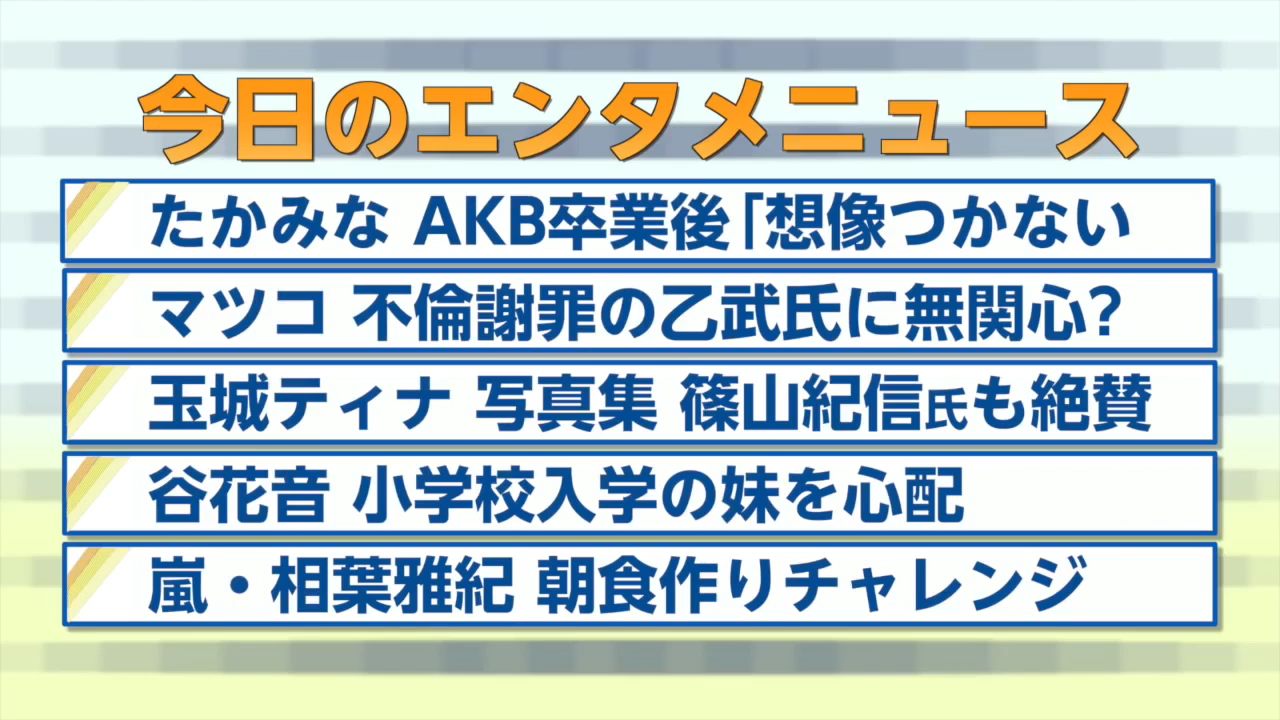 今日のエンタメニュース
たかみな AKB卒業後「想像つかない
マツコ 不倫謝罪の乙武氏に無関心?
玉城ティナ 写真集 篠山紀信氏も絶賛
谷花音 小学校入学の妹を心配
嵐・相葉雅紀 朝食作りチャレンジ